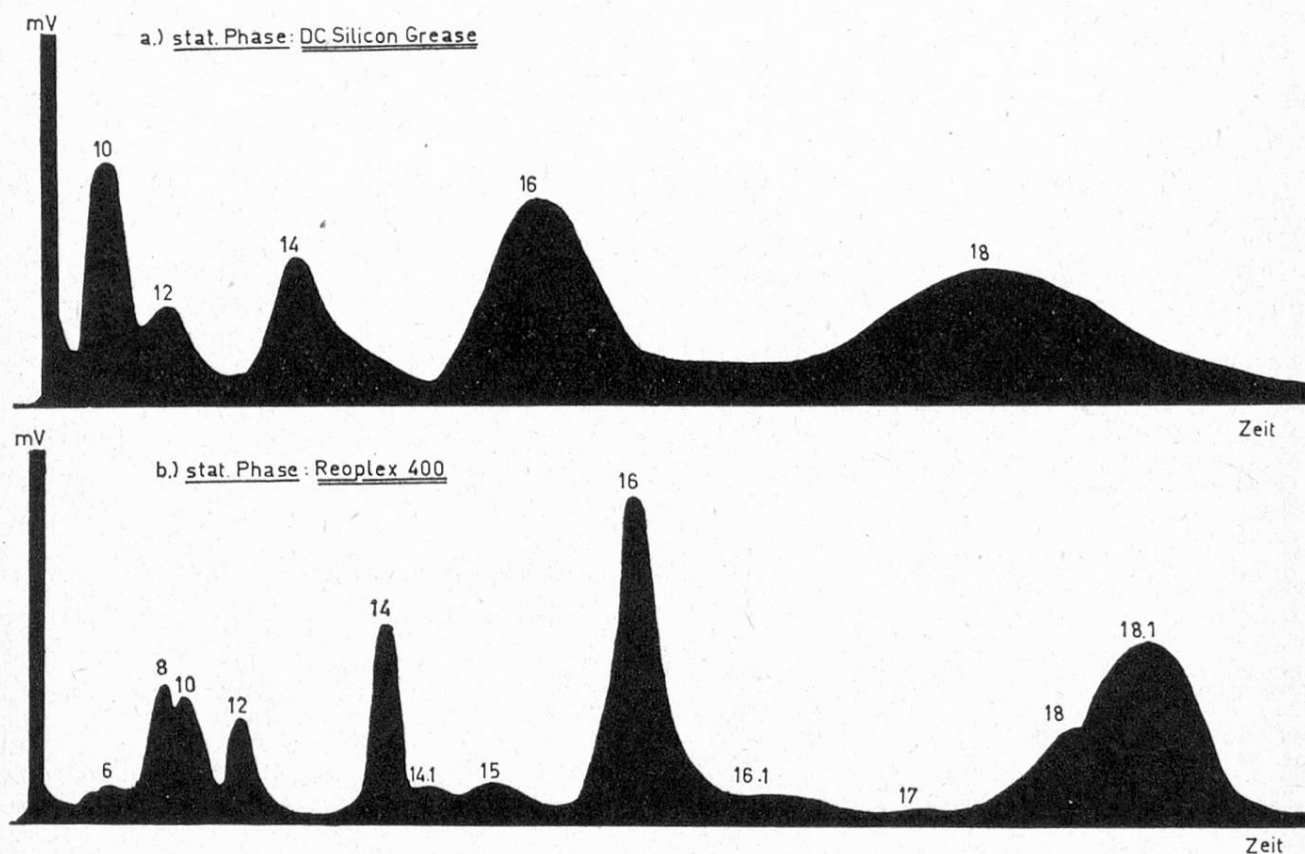 mV
a.) stat. Phase: DC Silicon Grease
10
12
14
16
18
Zeit
mV
b.) stat. Phase: Reoplex 400
6
8
10
12
14
14.1
15
16
16.1
17
18
18.1
Zeit